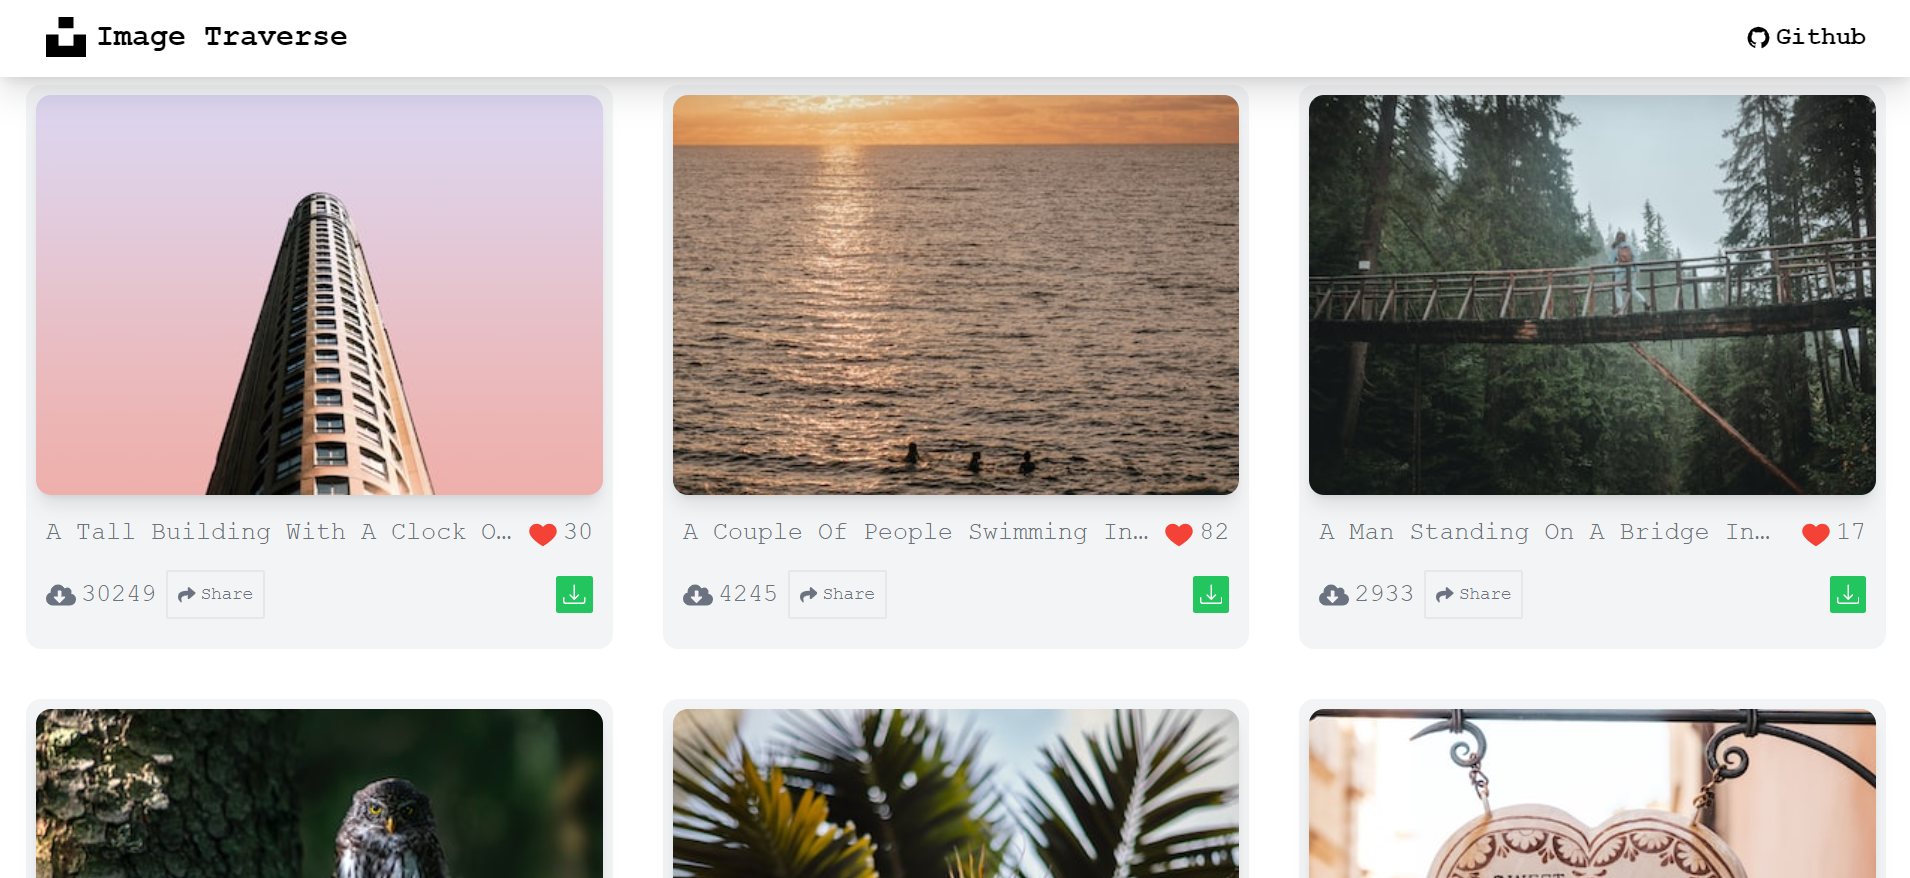 Image Traverse
Github
A Tall Building With A Clock O…
30
A Couple Of People Swimming In…
82
A Man Standing On A Bridge In…
17
30249
Share
4245
Share
2933
Share